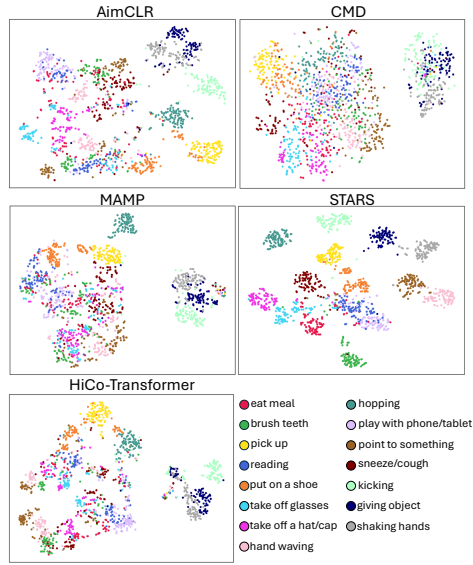 AimCLR
CMD
MAMP
STARS
HiCo-Transformer
eat meal
brush teeth
pick up
reading
put on a shoe
take off glasses
take off a hat/cap
hand waving
hopping
play with phone/tablet
point to something
sneeze/cough
kicking
giving object
shaking hands